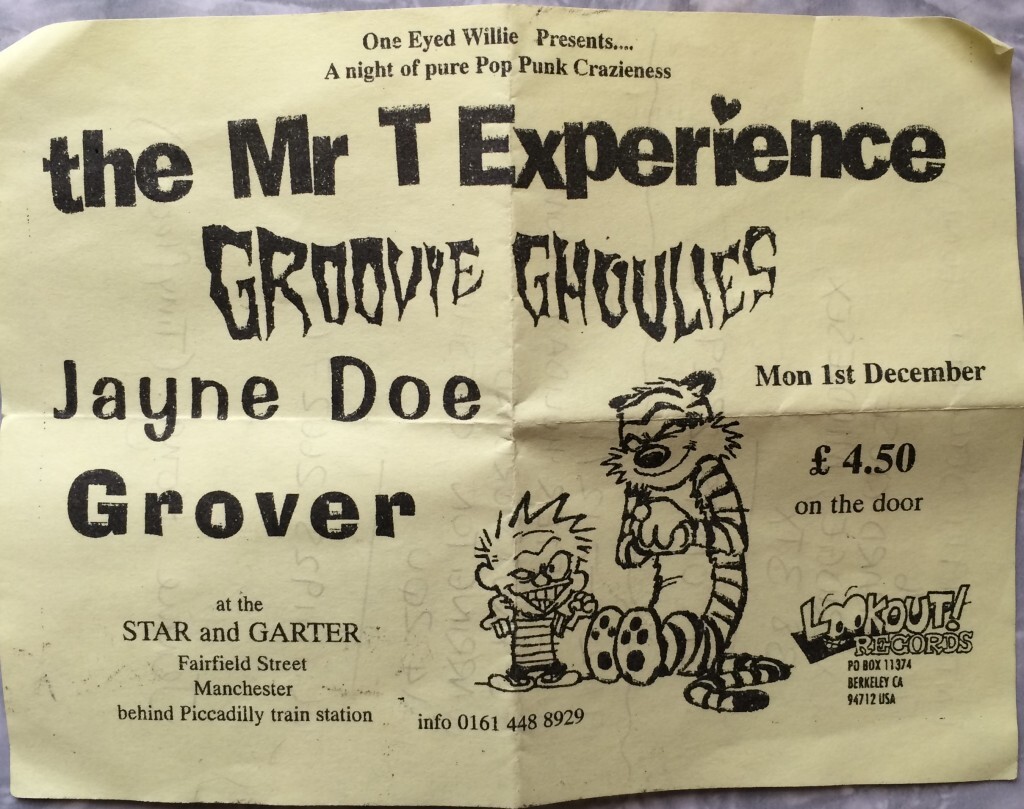 One Eyed Willie Presents....
A night of pure Pop Punk Crazieness
the Mr T Experience
GROOVIE GHOULIES
Jayne Doe
Grover
Mon 1st December
£ 4.50
on the door
at the
STAR and GARTER
Fairfield Street
Manchester
behind Piccadilly train station
info 0161 448 8929
LOOKOUT!
RECORDS
PO BOX 11374
BERKELEY CA
94712 USA